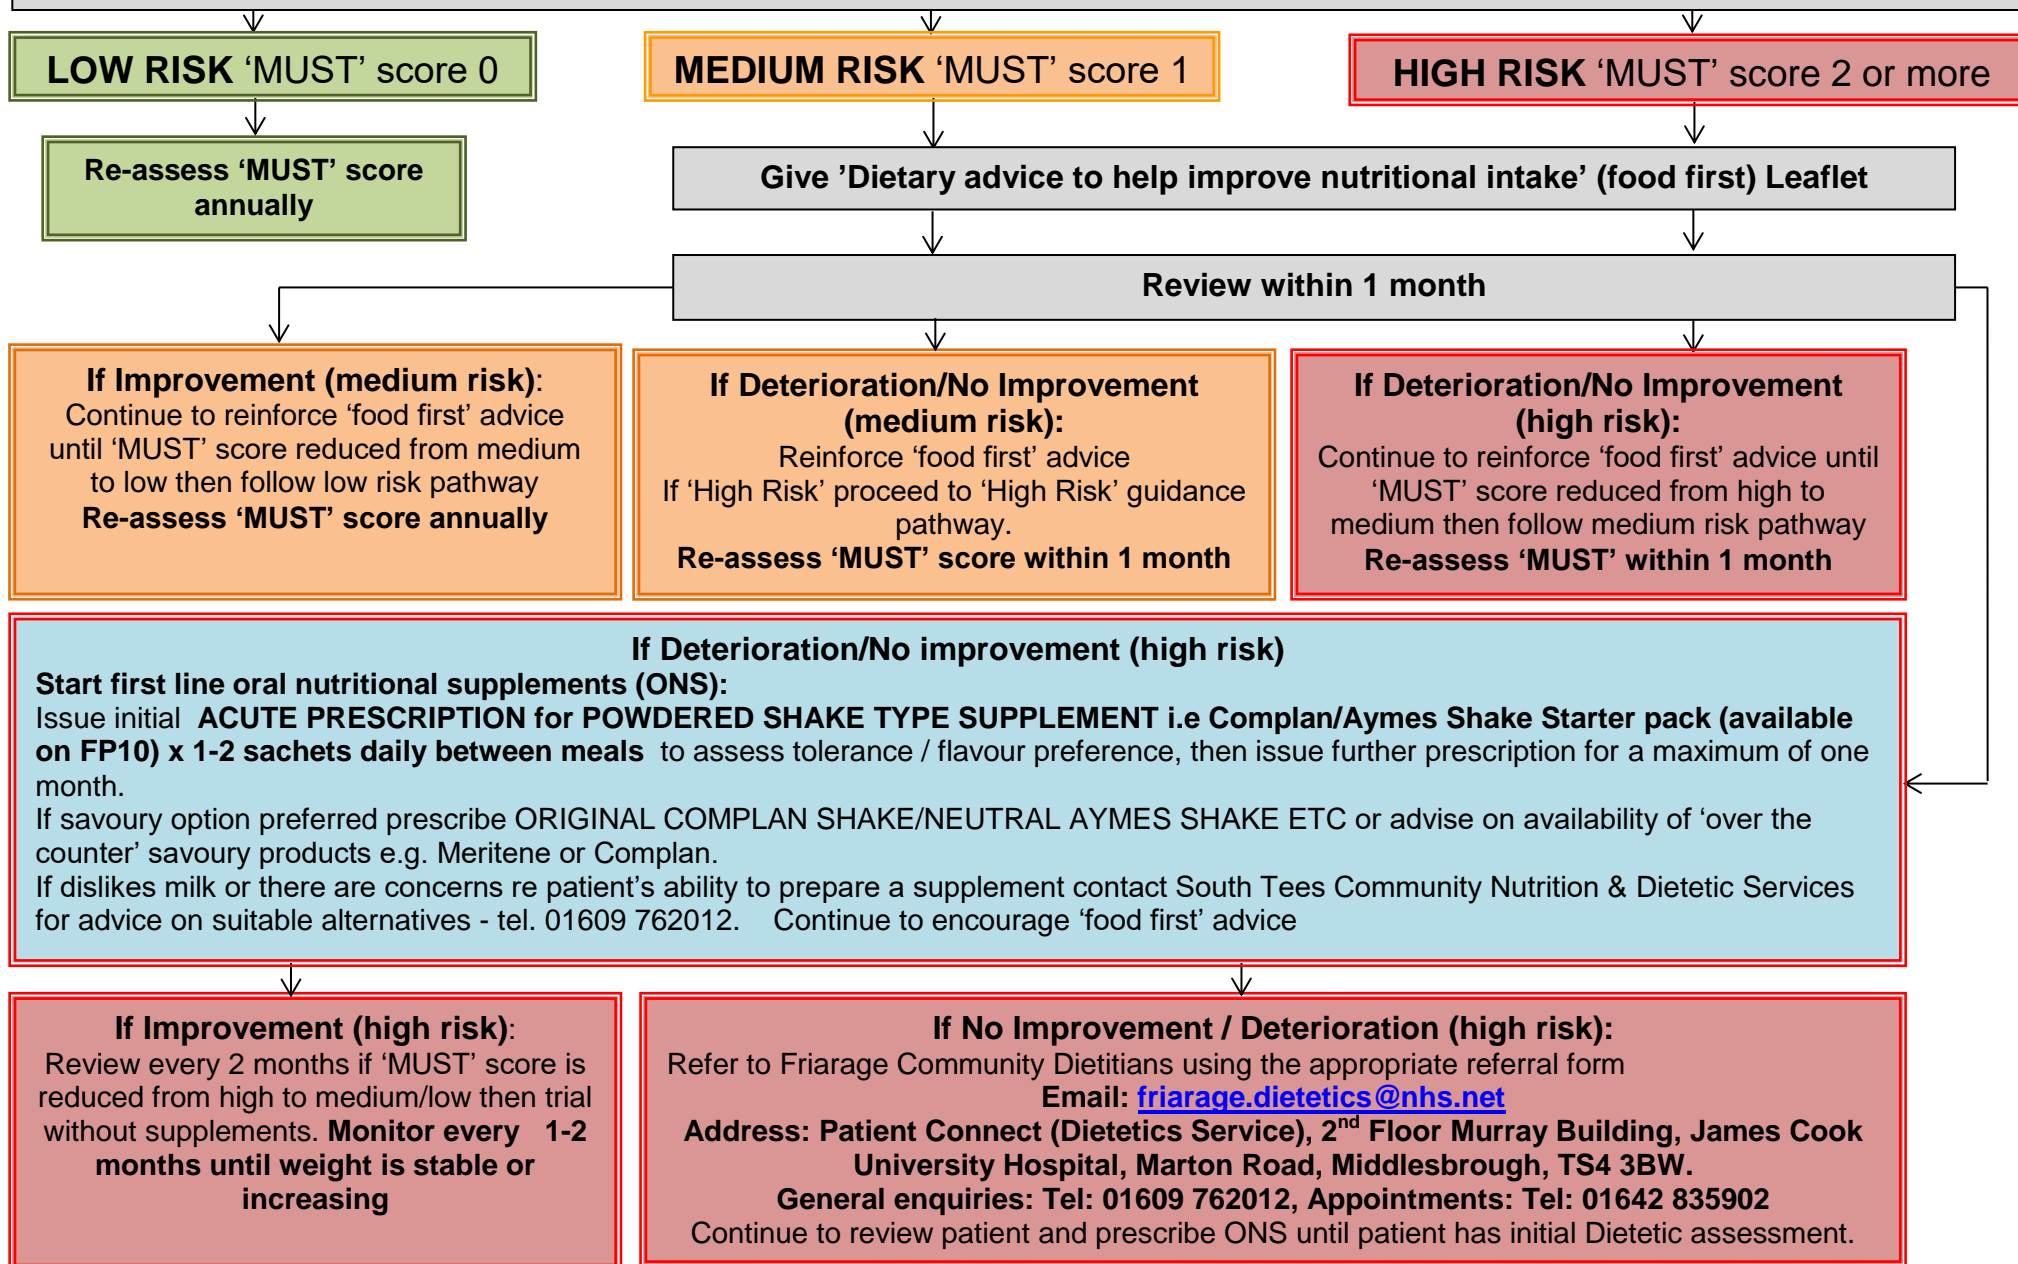 LOW RISK ‘MUST’ score 0
MEDIUM RISK ‘MUST’ score 1
HIGH RISK ‘MUST’ score 2 or more
Re-assess ‘MUST’ score
annually
Give ’Dietary advice to help improve nutritional intake’ (food first) Leaflet
Review within 1 month
If Improvement (medium risk):
Continue to reinforce ‘food first’ advice
until ‘MUST’ score reduced from medium
to low then follow low risk pathway
Re-assess ‘MUST’ score annually
If Deterioration/No Improvement
(medium risk):
Reinforce ‘food first’ advice
If ‘High Risk’ proceed to ‘High Risk’ guidance
pathway.
Re-assess ‘MUST’ score within 1 month
If Deterioration/No Improvement
(high risk):
Continue to reinforce ‘food first’ advice until
‘MUST’ score reduced from high to
medium then follow medium risk pathway
Re-assess ‘MUST’ within 1 month
If Deterioration/No improvement (high risk)
Start first line oral nutritional supplements (ONS):
Issue initial ACUTE PRESCRIPTION for POWDERED SHAKE TYPE SUPPLEMENT i.e Complan/Aymes Shake Starter pack (available
on FP10) x 1-2 sachets daily between meals to assess tolerance / flavour preference, then issue further prescription for a maximum of one
month.
If savoury option preferred prescribe ORIGINAL COMPLAN SHAKE/NEUTRAL AYMES SHAKE ETC or advise on availability of ‘over the
counter’ savoury products e.g. Meritene or Complan.
If dislikes milk or there are concerns re patient’s ability to prepare a supplement contact South Tees Community Nutrition & Dietetic Services
for advice on suitable alternatives - tel. 01609 762012. Continue to encourage ‘food first’ advice
If Improvement (high risk):
Review every 2 months if ‘MUST’ score is
reduced from high to medium/low then trial
without supplements. Monitor every 1-2
months until weight is stable or
increasing
If No Improvement / Deterioration (high risk):
Refer to Friarage Community Dietitians using the appropriate referral form
Email: friarage.dietetics@nhs.net
Address: Patient Connect (Dietetics Service), 2nd Floor Murray Building, James Cook
University Hospital, Marton Road, Middlesbrough, TS4 3BW.
General enquiries: Tel: 01609 762012, Appointments: Tel: 01642 835902
Continue to review patient and prescribe ONS until patient has initial Dietetic assessment.